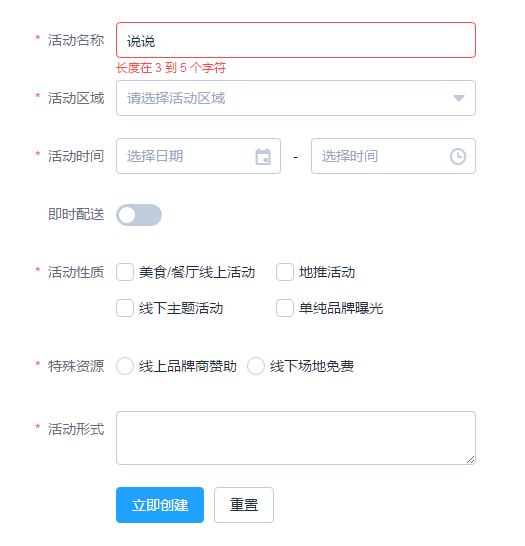 * 活动名称 说说
长度在 3 到 5 个字符
* 活动区域 请选择活动区域
* 活动时间 选择日期 - 选择时间
即时配送
* 活动性质 美食/餐厅线上活动 地推活动
线下主题活动 单纯品牌曝光
* 特殊资源 线上品牌商赞助 线下场地免费
* 活动形式
立即创建 重置